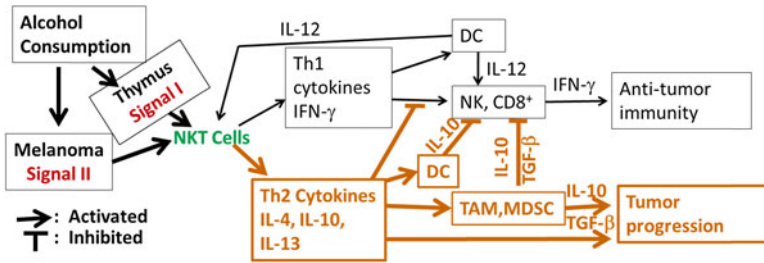 Alcohol
Consumption
Thymus
Signal I
Melanoma
Signal II
NKT Cells
IL-12
Th1
cytokines
IFN-γ
DC
IL-12
NK, CD8⁺
IFN-γ
Anti-tumor
immunity
Th2 Cytokines
IL-4, IL-10,
IL-13
DC
IL-10
IL-10
TGF-β
TAM,MDSC
IL-10
TGF-β
Tumor
progression
: Activated
: Inhibited